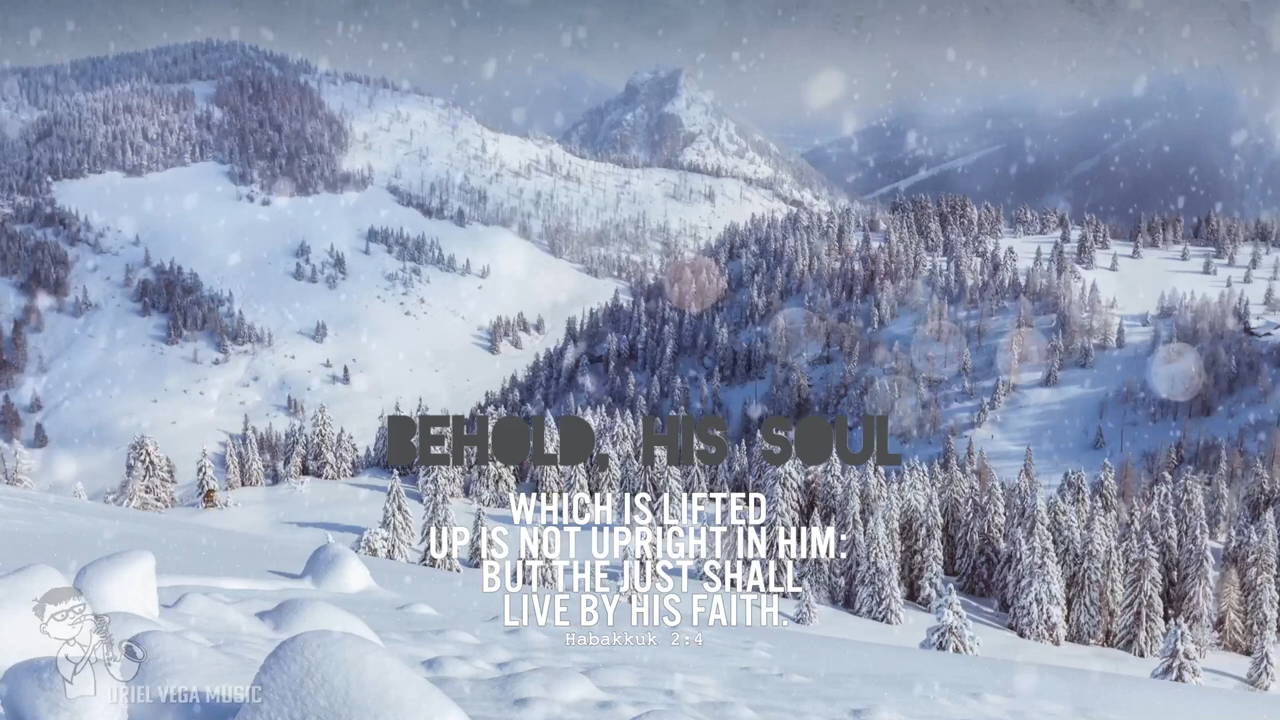 BEHOLD, HIS SOUL
WHICH IS LIFTED
UP IS NOT UPRIGHT IN HIM:
BUT THE JUST SHALL
LIVE BY HIS FAITH.
Habakkuk 2:4
URIEL VEGA MUSIC